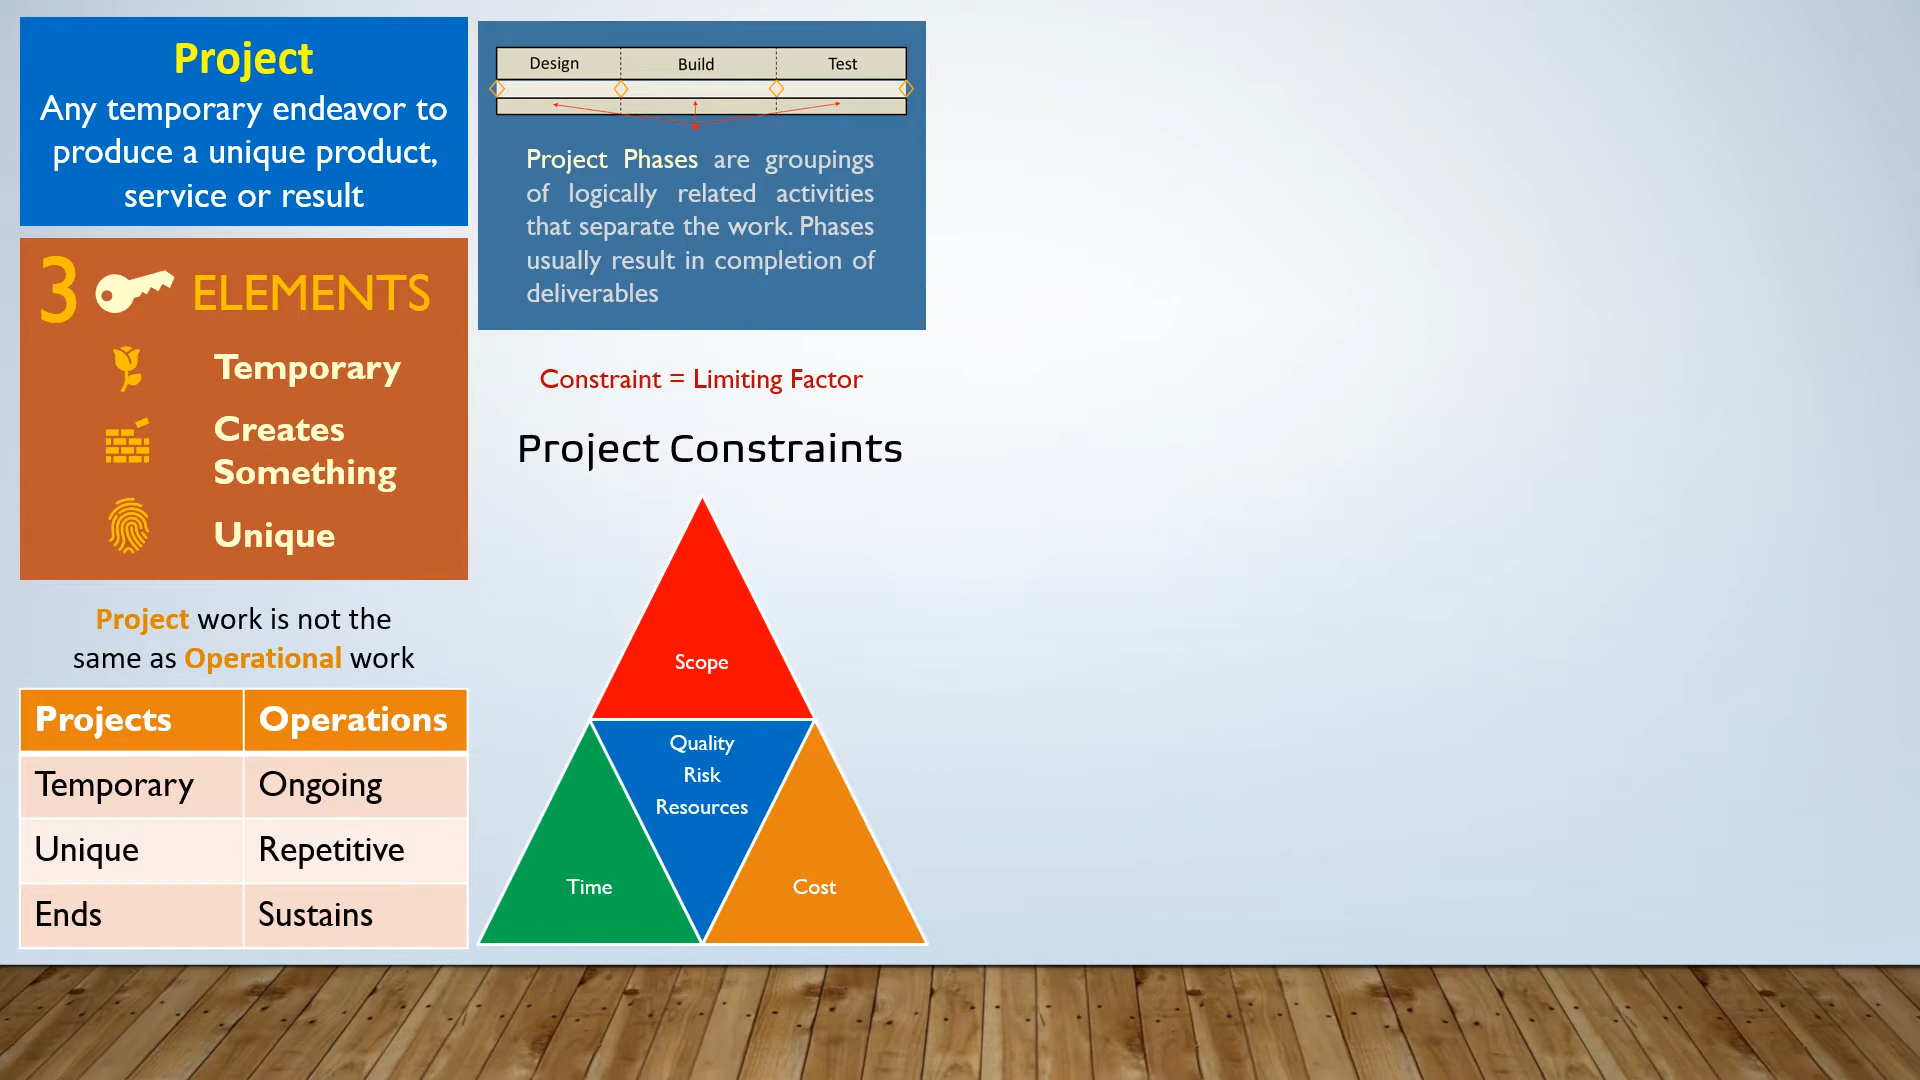 Project
Any temporary endeavor to
produce a unique product,
service or result
3 ELEMENTS
Temporary
Creates
Something
Unique
Project work is not the
same as Operational work
Projects Operations
Temporary Ongoing
Unique Repetitive
Ends Sustains
Design Build Test
Project Phases are groupings
of logically related activities
that separate the work. Phases
usually result in completion of
deliverables
Constraint = Limiting Factor
Project Constraints
Scope
Quality
Risk
Resources
Time Cost